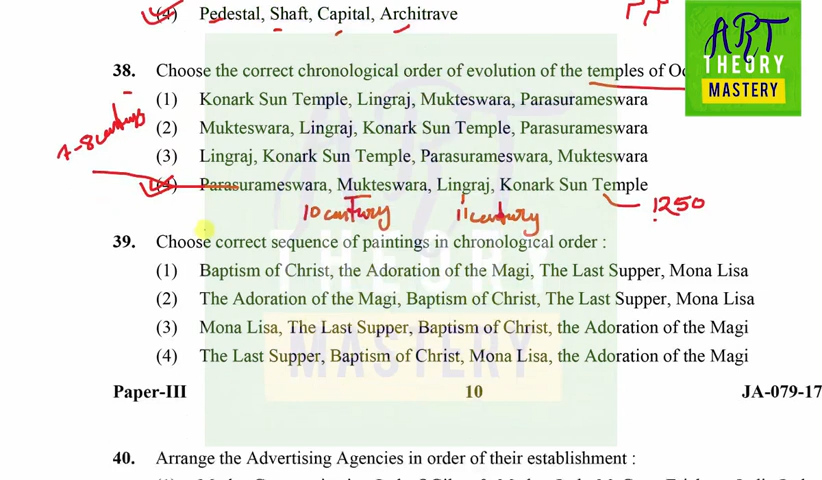 (4) Pedestal, Shaft, Capital, Architrave
38. Choose the correct chronological order of evolution of the temples of
(1) Konark Sun Temple, Lingraj, Mukteswara, Parasurameswara
(2) Mukteswara, Lingraj, Konark Sun Temple, Parasurameswara
(3) Lingraj, Konark Sun Temple, Parasurameswara, Mukteswara
(4) Parasurameswara, Mukteswara, Lingraj, Konark Sun Temple
7-8 century
10 century 11 century 1250
39. Choose correct sequence of paintings in chronological order :
(1) Baptism of Christ, the Adoration of the Magi, The Last Supper, Mona Lisa
(2) The Adoration of the Magi, Baptism of Christ, The Last Supper, Mona Lisa
(3) Mona Lisa, The Last Supper, Baptism of Christ, the Adoration of the Magi
(4) The Last Supper, Baptism of Christ, Mona Lisa, the Adoration of the Magi
Paper-III 10 JA-079-17
40. Arrange the Advertising Agencies in order of their establishment :
ART
THEORY
MASTERY
ART
THEORY
MASTERY